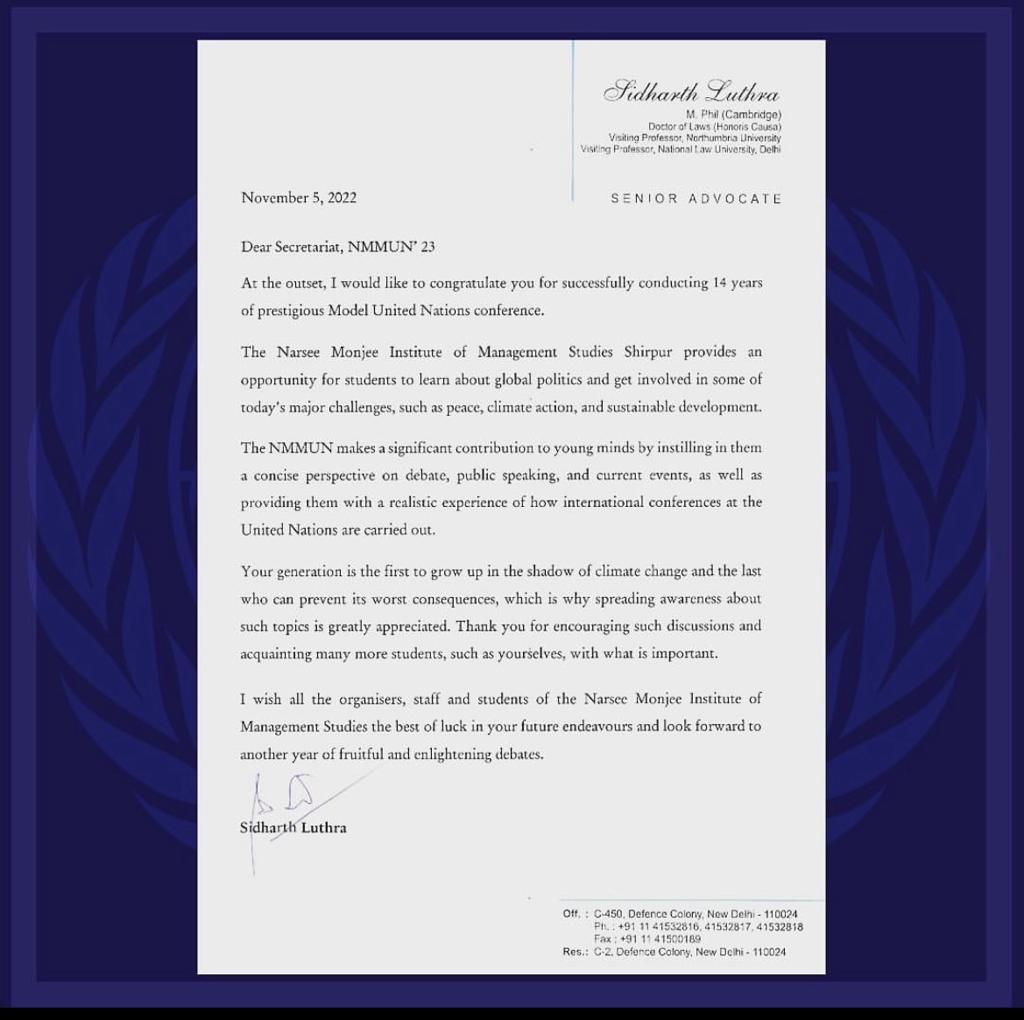 Sidharth Luthra
M. Phil (Cambridge)
Doctor of Laws (Honoris Causa)
Visiting Professor, Northumbria University
Visiting Professor, National Law University, Delhi
SENIOR ADVOCATE
November 5, 2022
Dear Secretariat, NMMUN' 23
At the outset, I would like to congratulate you for successfully conducting 14 years
of prestigious Model United Nations conference.
The Narsee Monjee Institute of Management Studies Shirpur provides an
opportunity for students to learn about global politics and get involved in some of
today's major challenges, such as peace, climate action, and sustainable development.
The NMMUN makes a significant contribution to young minds by instilling in them
a concise perspective on debate, public speaking, and current events, as well as
providing them with a realistic experience of how international conferences at the
United Nations are carried out.
Your generation is the first to grow up in the shadow of climate change and the last
who can prevent its worst consequences, which is why spreading awareness about
such topics is greatly appreciated. Thank you for encouraging such discussions and
acquainting many more students, such as yourselves, with what is important.
I wish all the organisers, staff and students of the Narsee Monjee Institute of
Management Studies the best of luck in your future endeavours and look forward to
another year of fruitful and enlightening debates.
Sidharth Luthra
Off. : C-450, Defence Colony, New Delhi - 110024
Ph. : +91 11 41532816, 41532817, 41532818
Fax : +91 11 41500189
Res.: C-2, Defence Colony, New Delhi - 110024